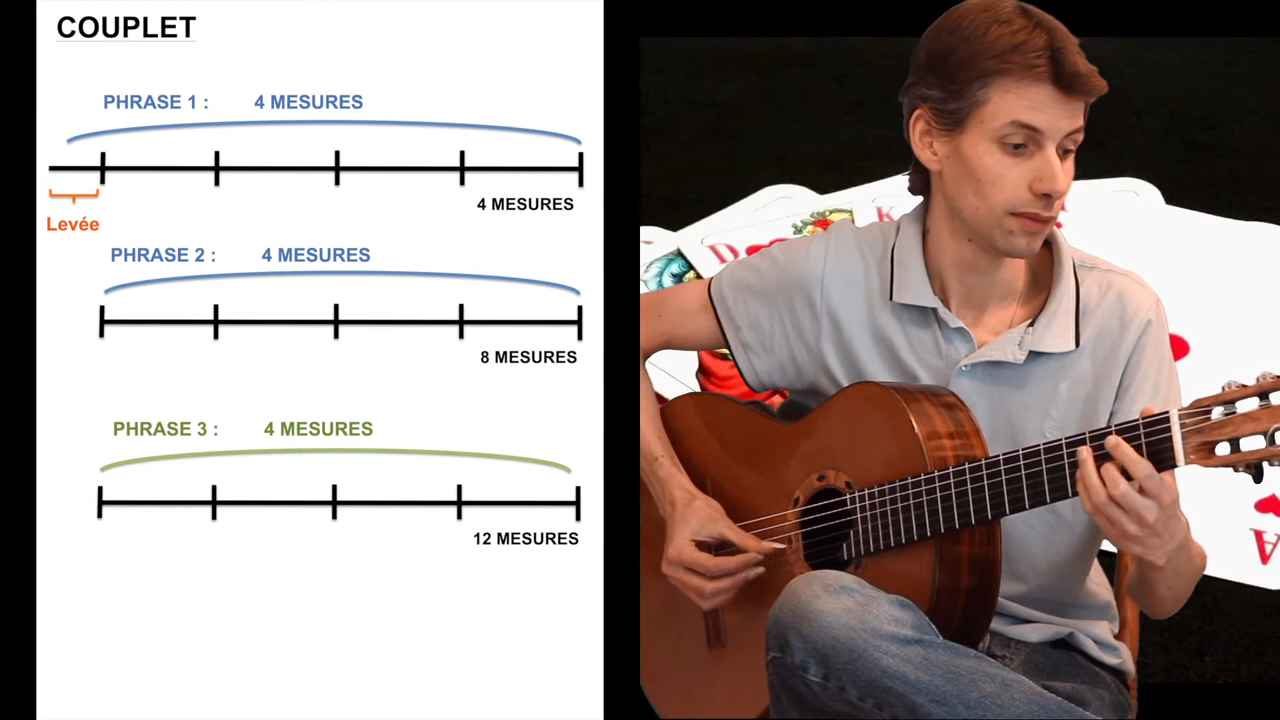 COUPLET
PHRASE 1 : 4 MESURES
4 MESURES
Levée
PHRASE 2 : 4 MESURES
8 MESURES
PHRASE 3 : 4 MESURES
12 MESURES
D
K
A